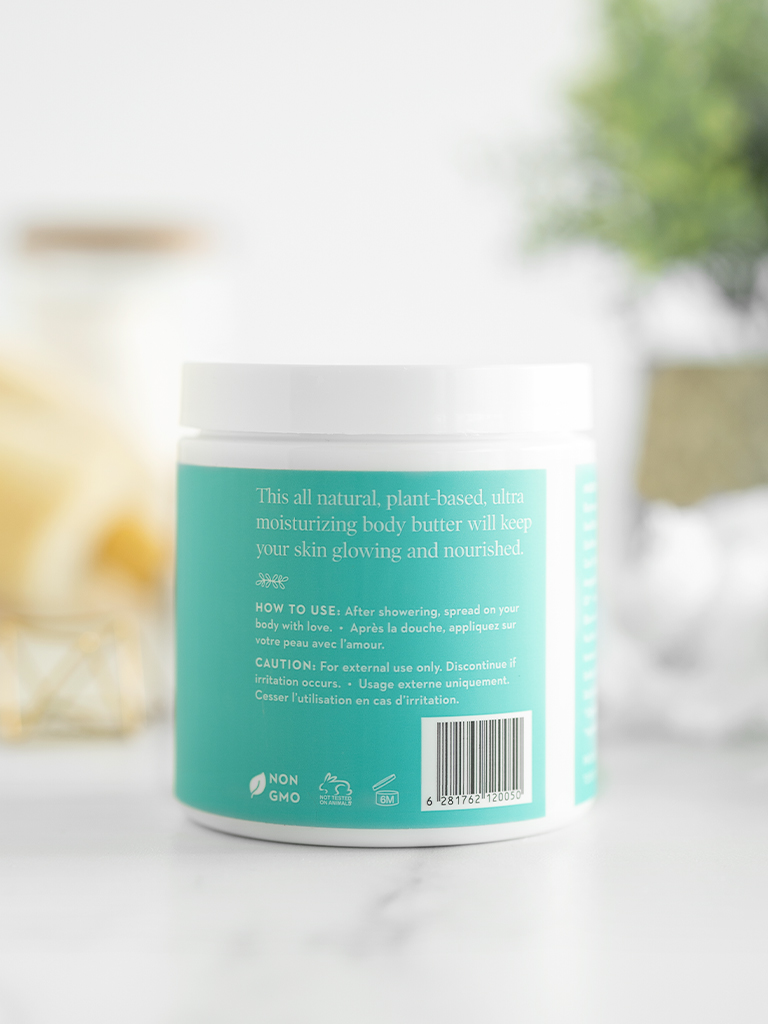 This all natural, plant-based, ultra
moisturizing body butter will keep
your skin glowing and nourished.
HOW TO USE: After showering, spread on your
body with love. • Après la douche, appliquez sur
votre peau avec l'amour.
CAUTION: For external use only. Discontinue if
irritation occurs. • Usage externe uniquement.
Cesser l'utilisation en cas d'irritation.
NON
GMO
NOT TESTED
ON ANIMALS
6M
6 281762 120050